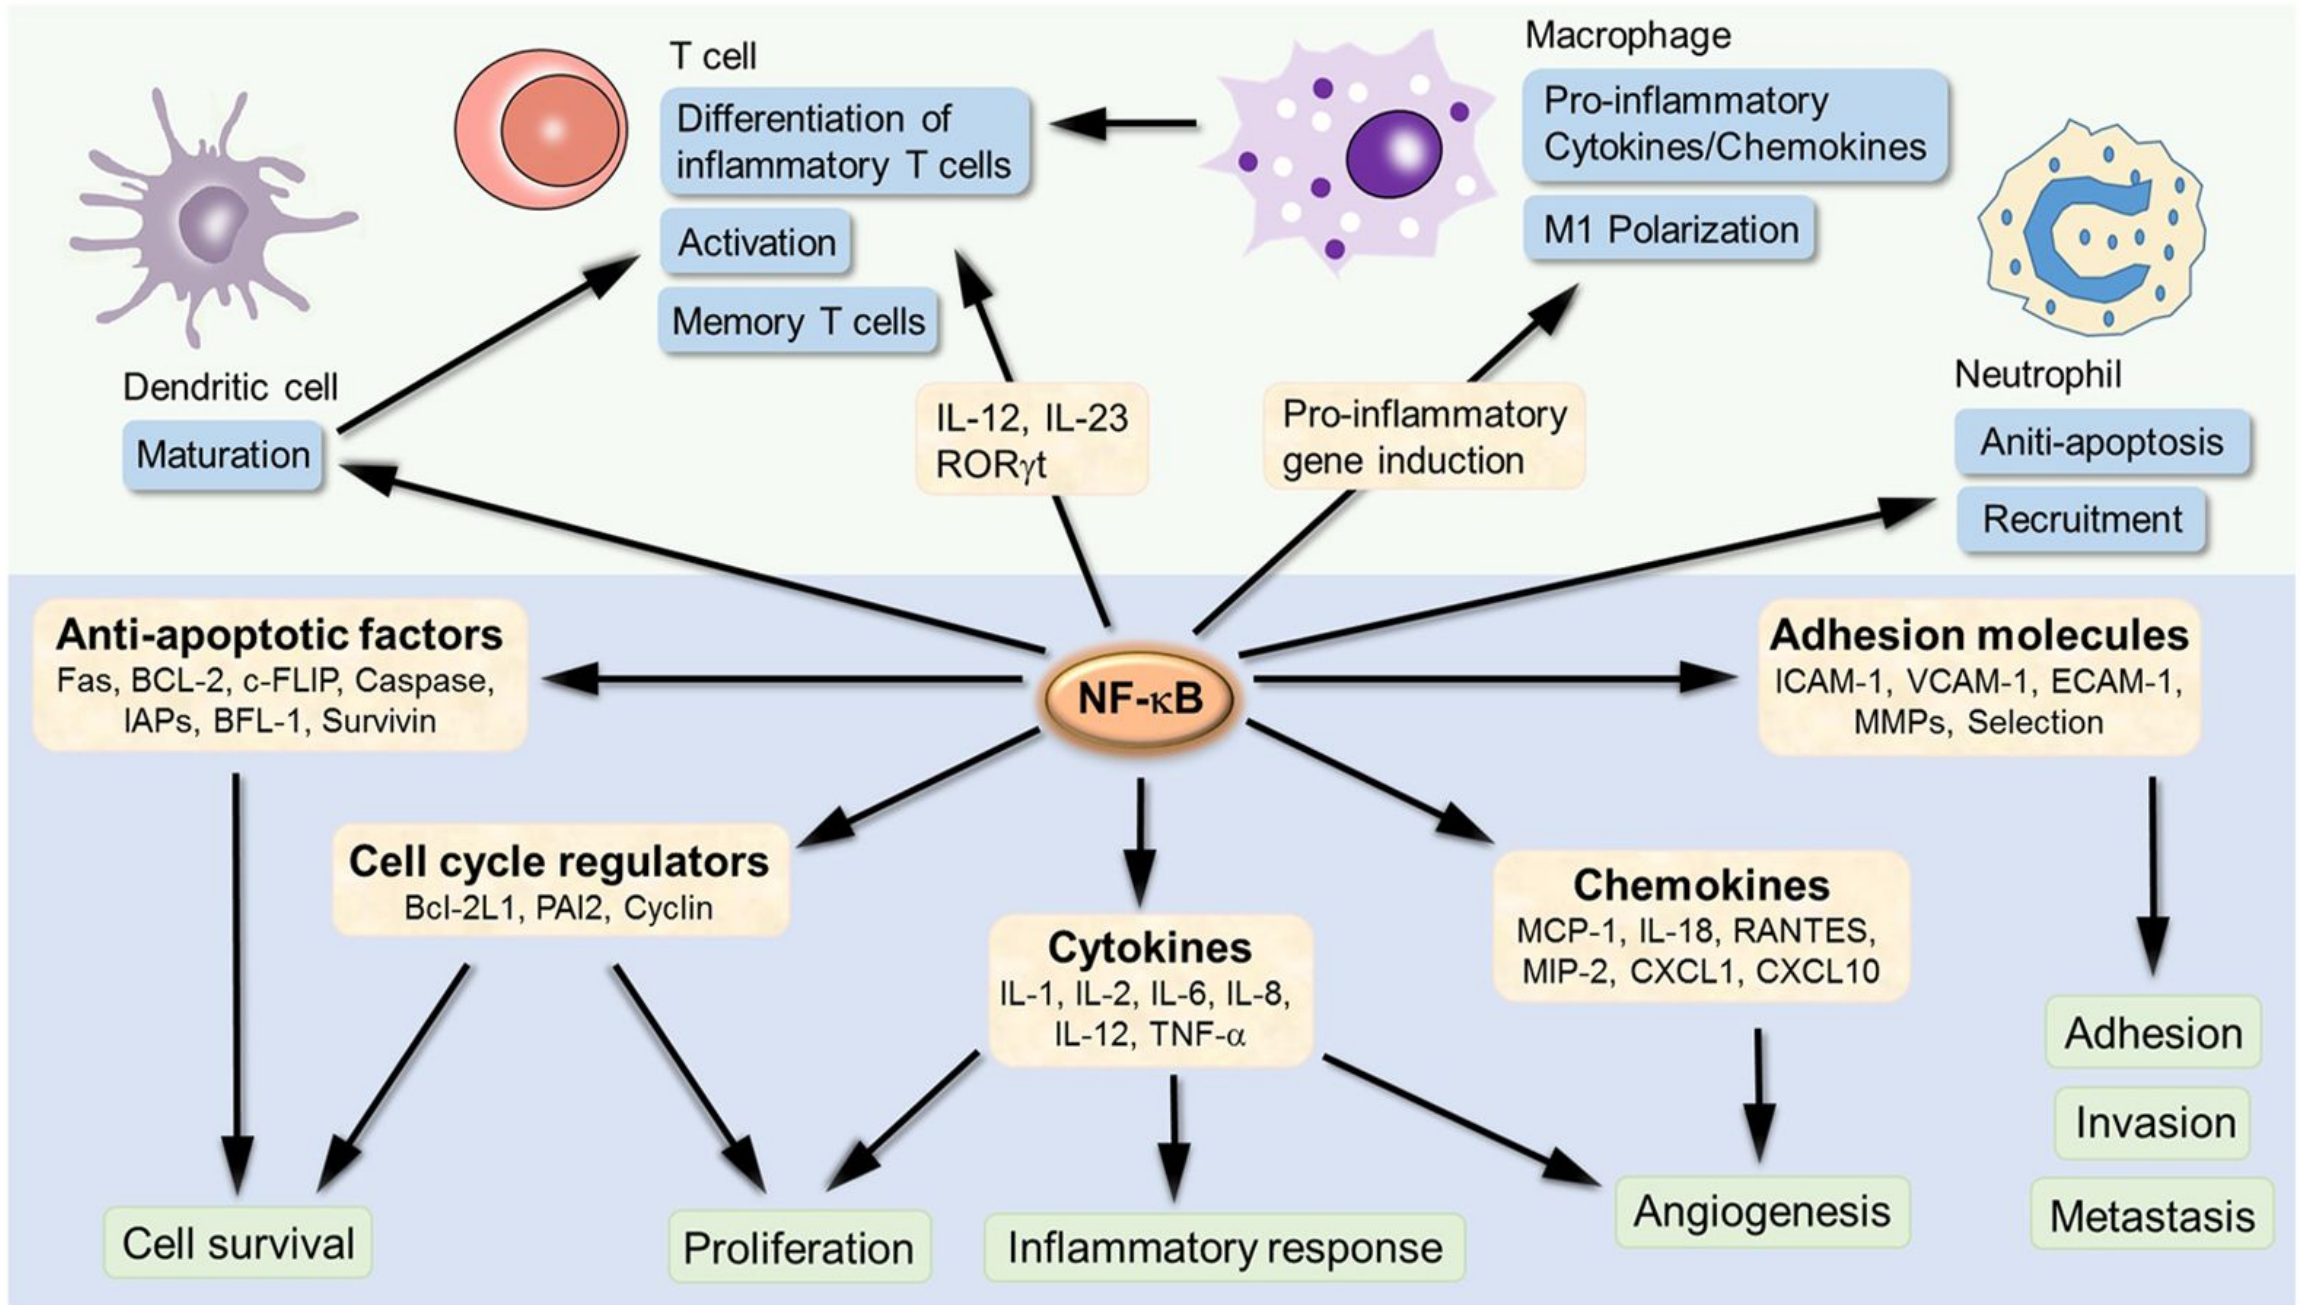 T cell
Differentiation of
inflammatory T cells
Activation
Memory T cells
Macrophage
Pro-inflammatory
Cytokines/Chemokines
M1 Polarization
Dendritic cell
Maturation
IL-12, IL-23
RORγt
Pro-inflammatory
gene induction
Neutrophil
Aniti-apoptosis
Recruitment
NF-κB
Anti-apoptotic factors
Fas, BCL-2, c-FLIP, Caspase,
IAPs, BFL-1, Survivin
Adhesion molecules
ICAM-1, VCAM-1, ECAM-1,
MMPs, Selection
Cell cycle regulators
Bcl-2L1, PAI2, Cyclin
Cytokines
IL-1, IL-2, IL-6, IL-8,
IL-12, TNF-α
Chemokines
MCP-1, IL-18, RANTES,
MIP-2, CXCL1, CXCL10
Cell survival
Proliferation
Inflammatory response
Angiogenesis
Adhesion
Invasion
Metastasis